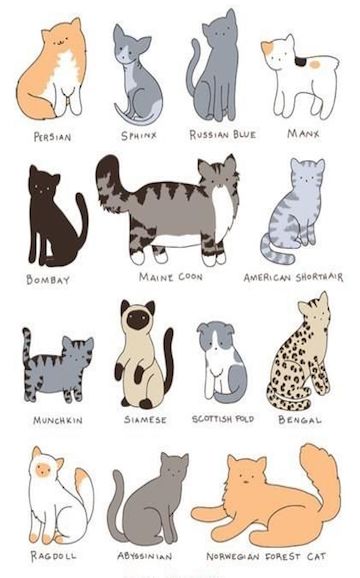 PERSIAN
SPHINX
RUSSIAN BLUE
MANX
BOMBAY
MAINE COON
AMERICAN SHORTHAIR
MUNCHKIN
SIAMESE
SCOTTISH FOLD
BENGAL
RAGDOLL
ABYSSINIAN
NORWEGIAN FOREST CAT